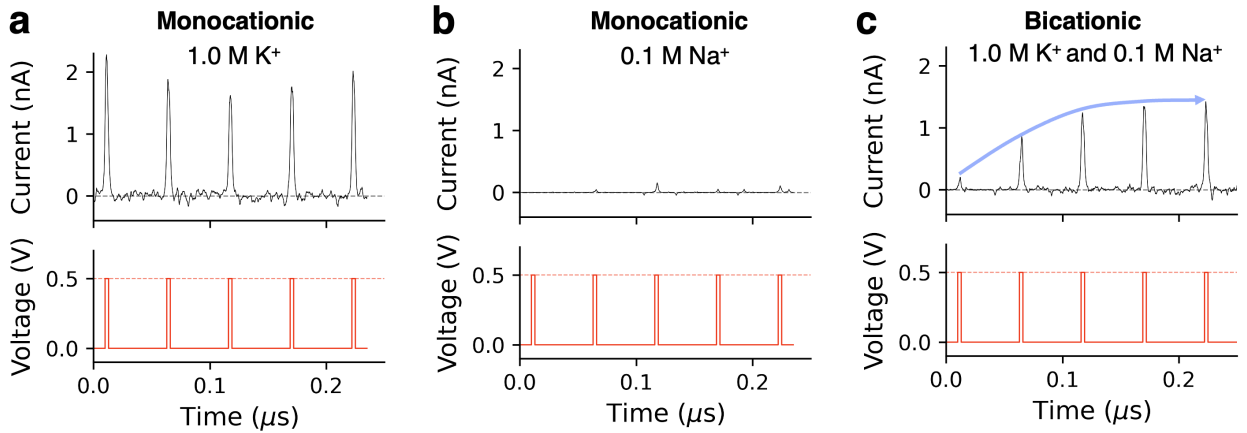 a
Monocationic
1.0 M K⁺
Current (nA)
2
1
0
Voltage (V)
0.5
0.0
0.0
0.1
0.2
Time (μs)
b
Monocationic
0.1 M Na⁺
Current (nA)
2
1
0
Voltage (V)
0.5
0.0
0.0
0.1
0.2
Time (μs)
c
Bicationic
1.0 M K⁺ and 0.1 M Na⁺
Current (nA)
2
1
0
Voltage (V)
0.5
0.0
0.0
0.1
0.2
Time (μs)